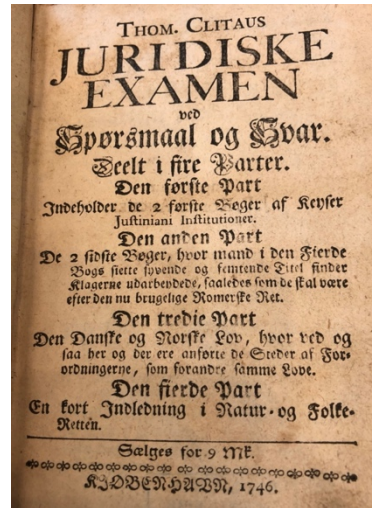 THOM. CLITAUS
JURIDISKE
EXAMEN
ved
Spørsmaal og Svar.
Deelt i fire Parter.
Den første Part
Indeholder de 2 første Bøger af Keyser
Justiniani Institutioner.
Den anden Part
De 2 sidste Bøger, hvor mand i den Fierde
Bogs siette syvende og femtende Titel finder
Klagerne udarbeydede, saaledes som de skal være
efter den nu brugelige Romerske Ret.
Den tredie Part
Den Danske og Norske Lov, hvor ved og
saa her og der ere anførte de Steder af For-
ordningerne, som forandre samme Love.
Den fierde Part
En kort Indledning i Natur- og Folke-
Retten.
Sælges for 9 Mk.
KJØBENHAVN, 1746.